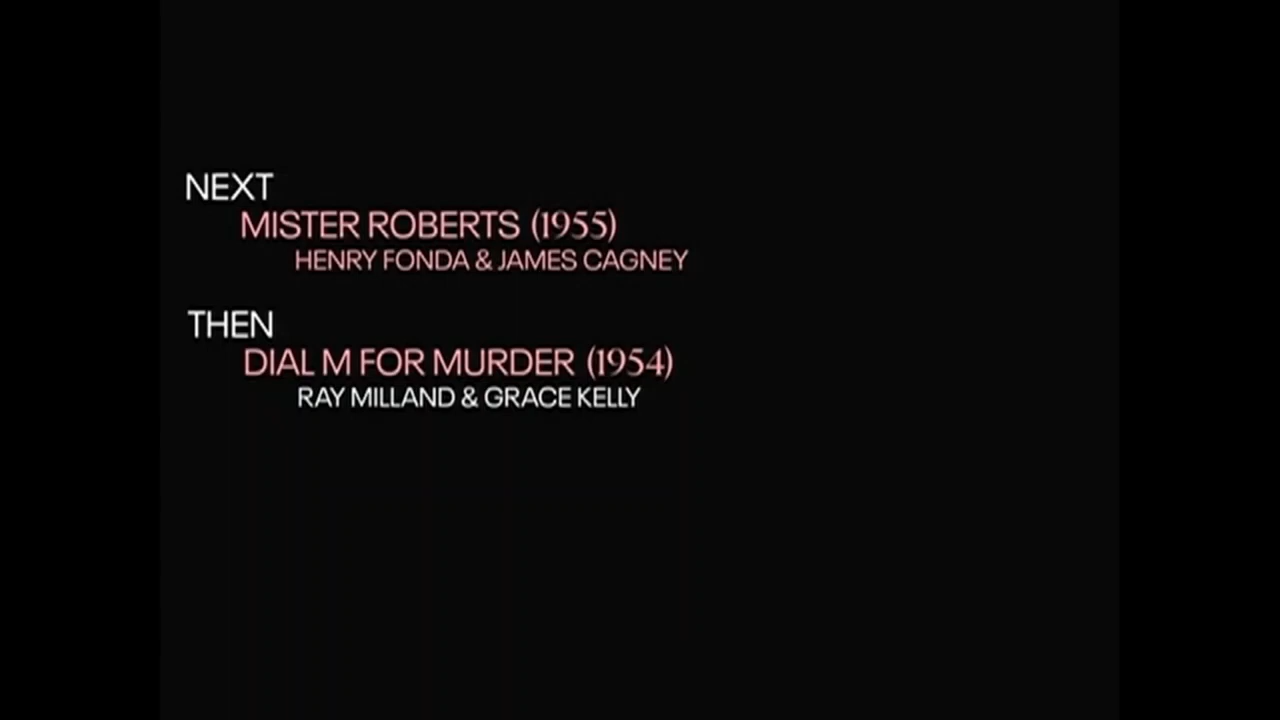 NEXT
MISTER ROBERTS (1955)
HENRY FONDA & JAMES CAGNEY
THEN
DIAL M FOR MURDER (1954)
RAY MILLAND & GRACE KELLY